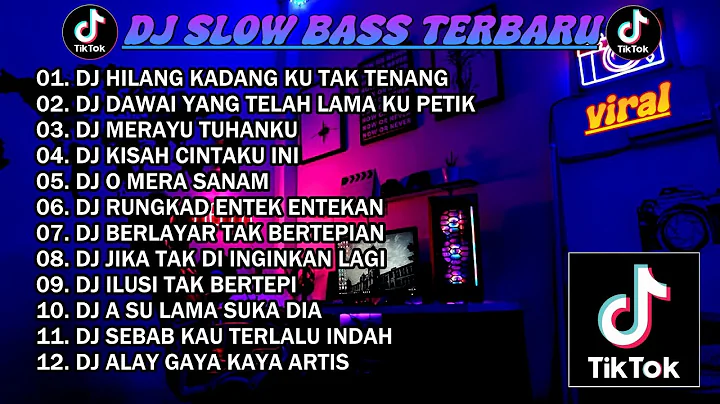 DJ SLOW BASS TERBARU
TikTok
TikTok
viral
01. DJ HILANG KADANG KU TAK TENANG
02. DJ DAWAI YANG TELAH LAMA KU PETIK
03. DJ MERAYU TUHANKU
04. DJ KISAH CINTAKU INI
05. DJ O MERA SANAM
06. DJ RUNGKAD ENTEK ENTEKAN
07. DJ BERLAYAR TAK BERTEPIAN
08. DJ JIKA TAK DI INGINKAN LAGI
09. DJ ILUSI TAK BERTEPI
10. DJ A SU LAMA SUKA DIA
11. DJ SEBAB KAU TERLALU INDAH
12. DJ ALAY GAYA KAYA ARTIS
TikTok